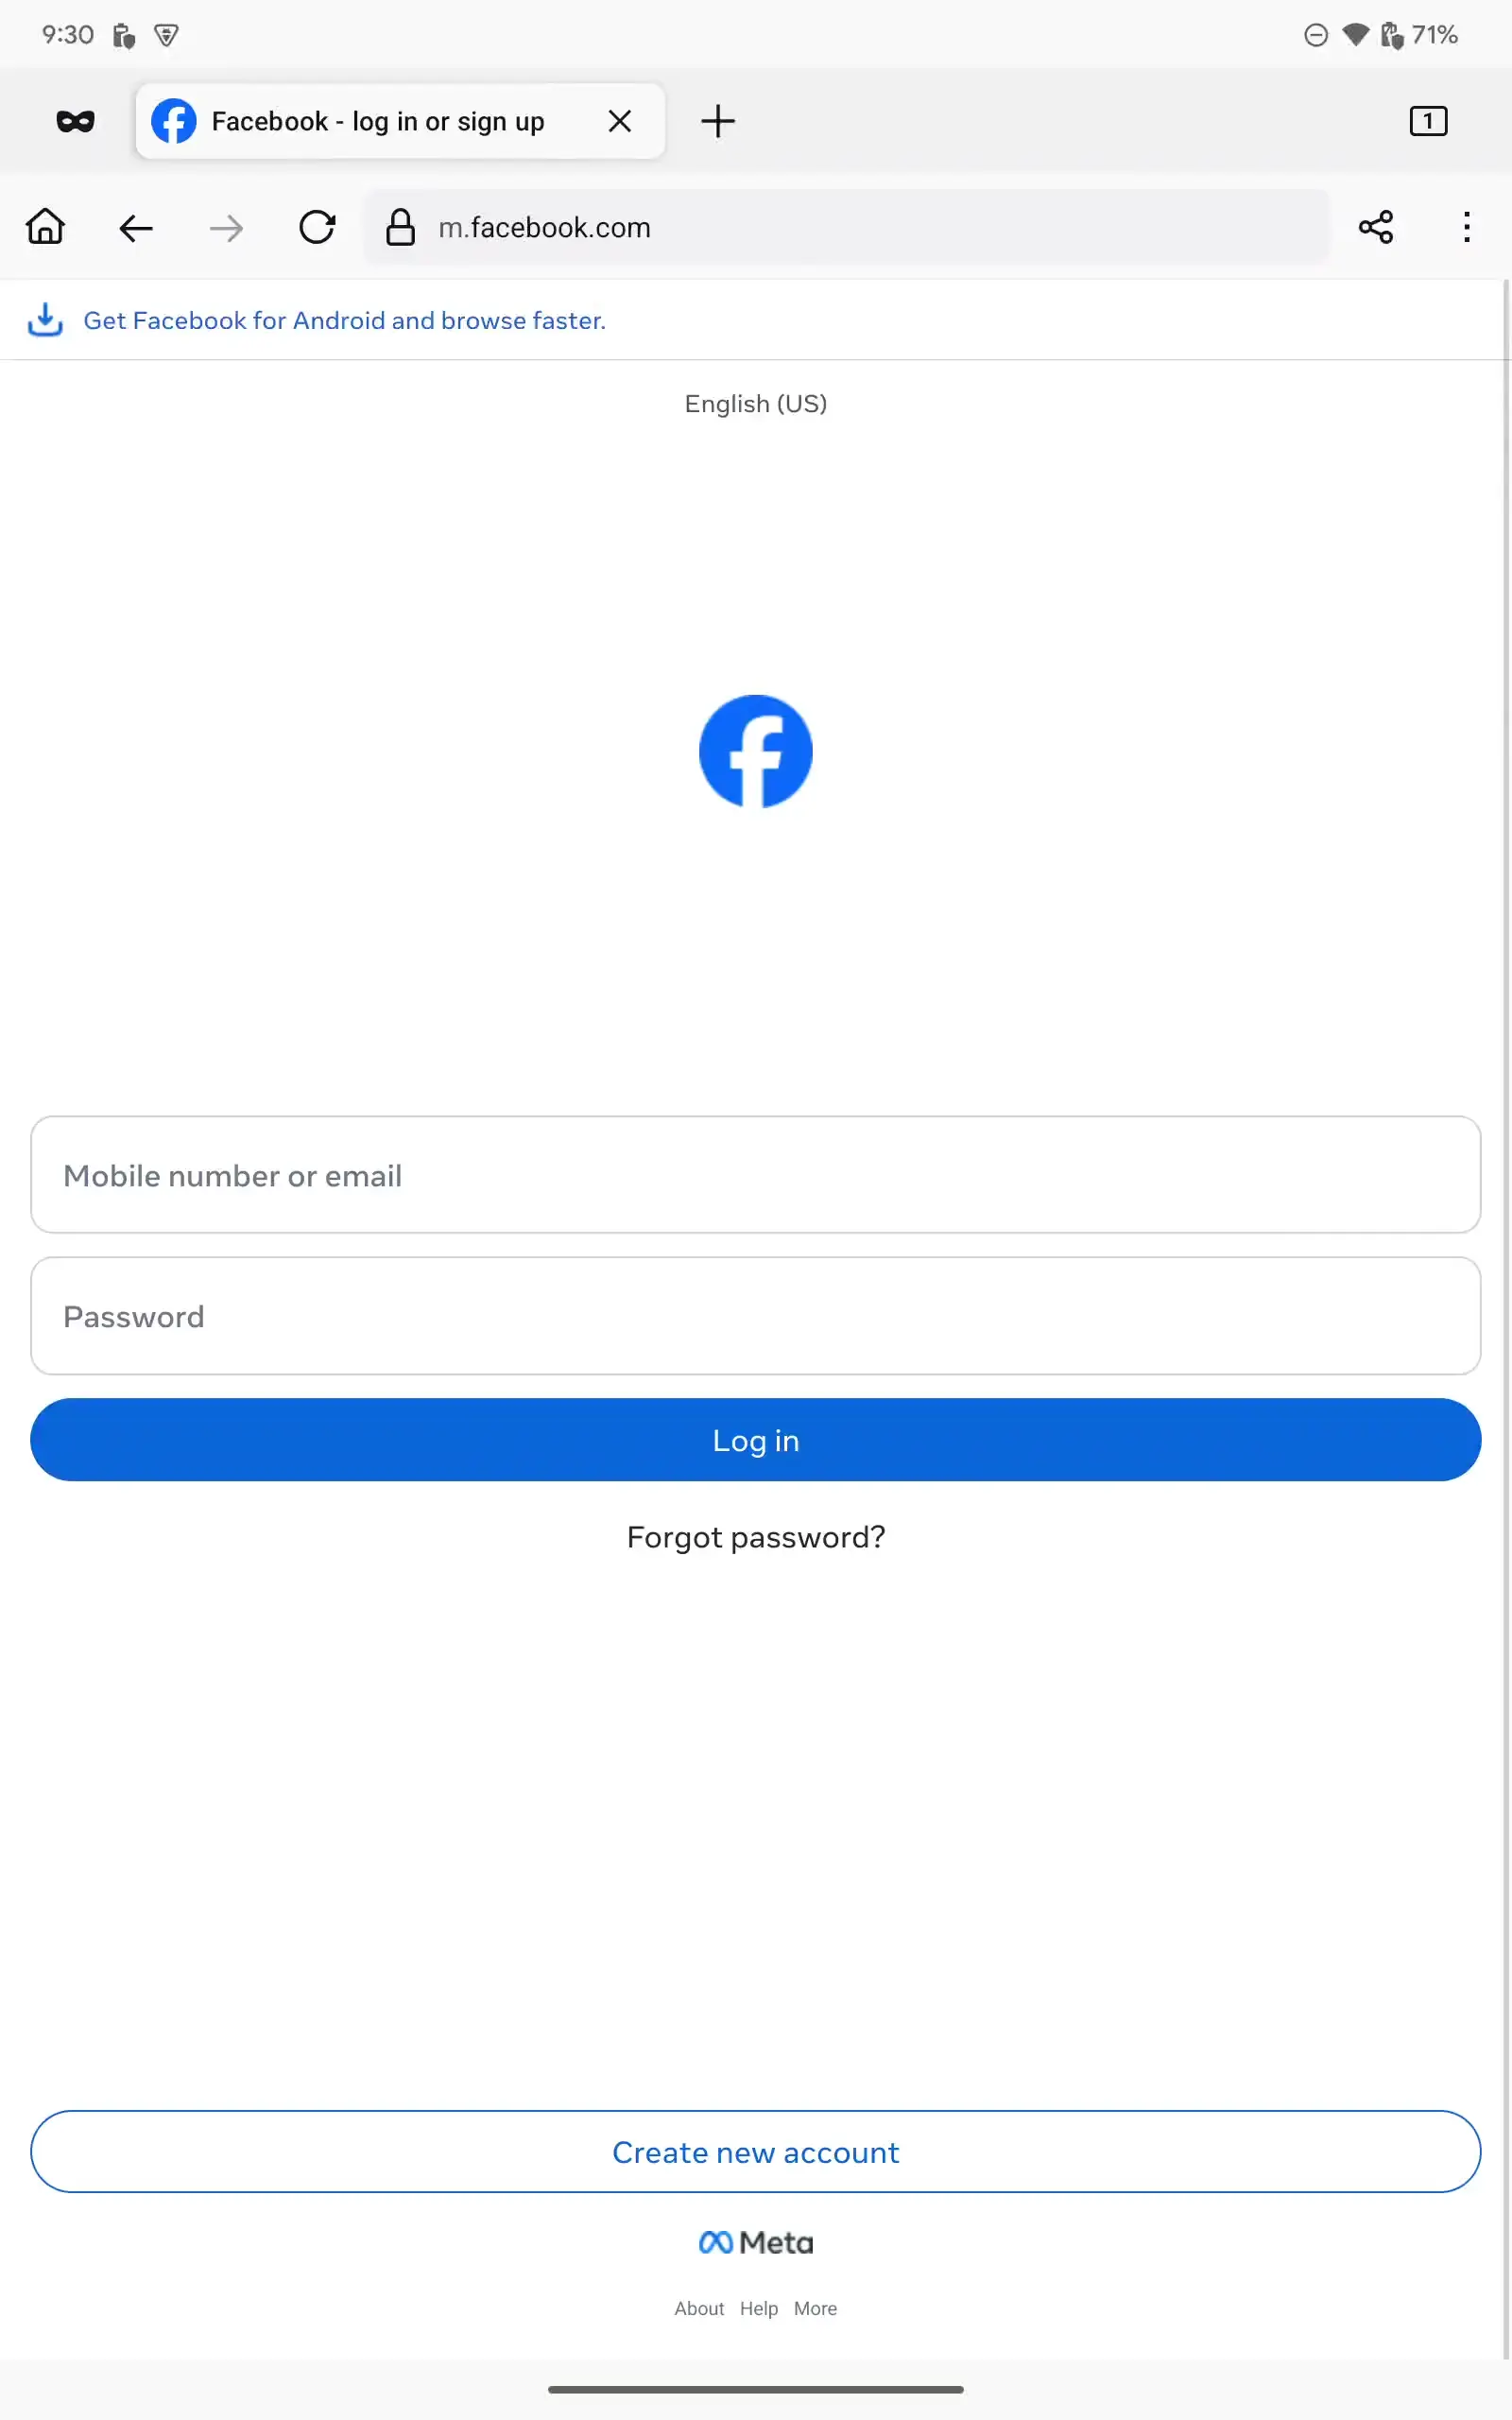 9:30
71%
Facebook - log in or sign up
1
m.facebook.com
Get Facebook for Android and browse faster.
English (US)
Mobile number or email
Password
Log in
Forgot password?
Create new account
Meta
About Help More